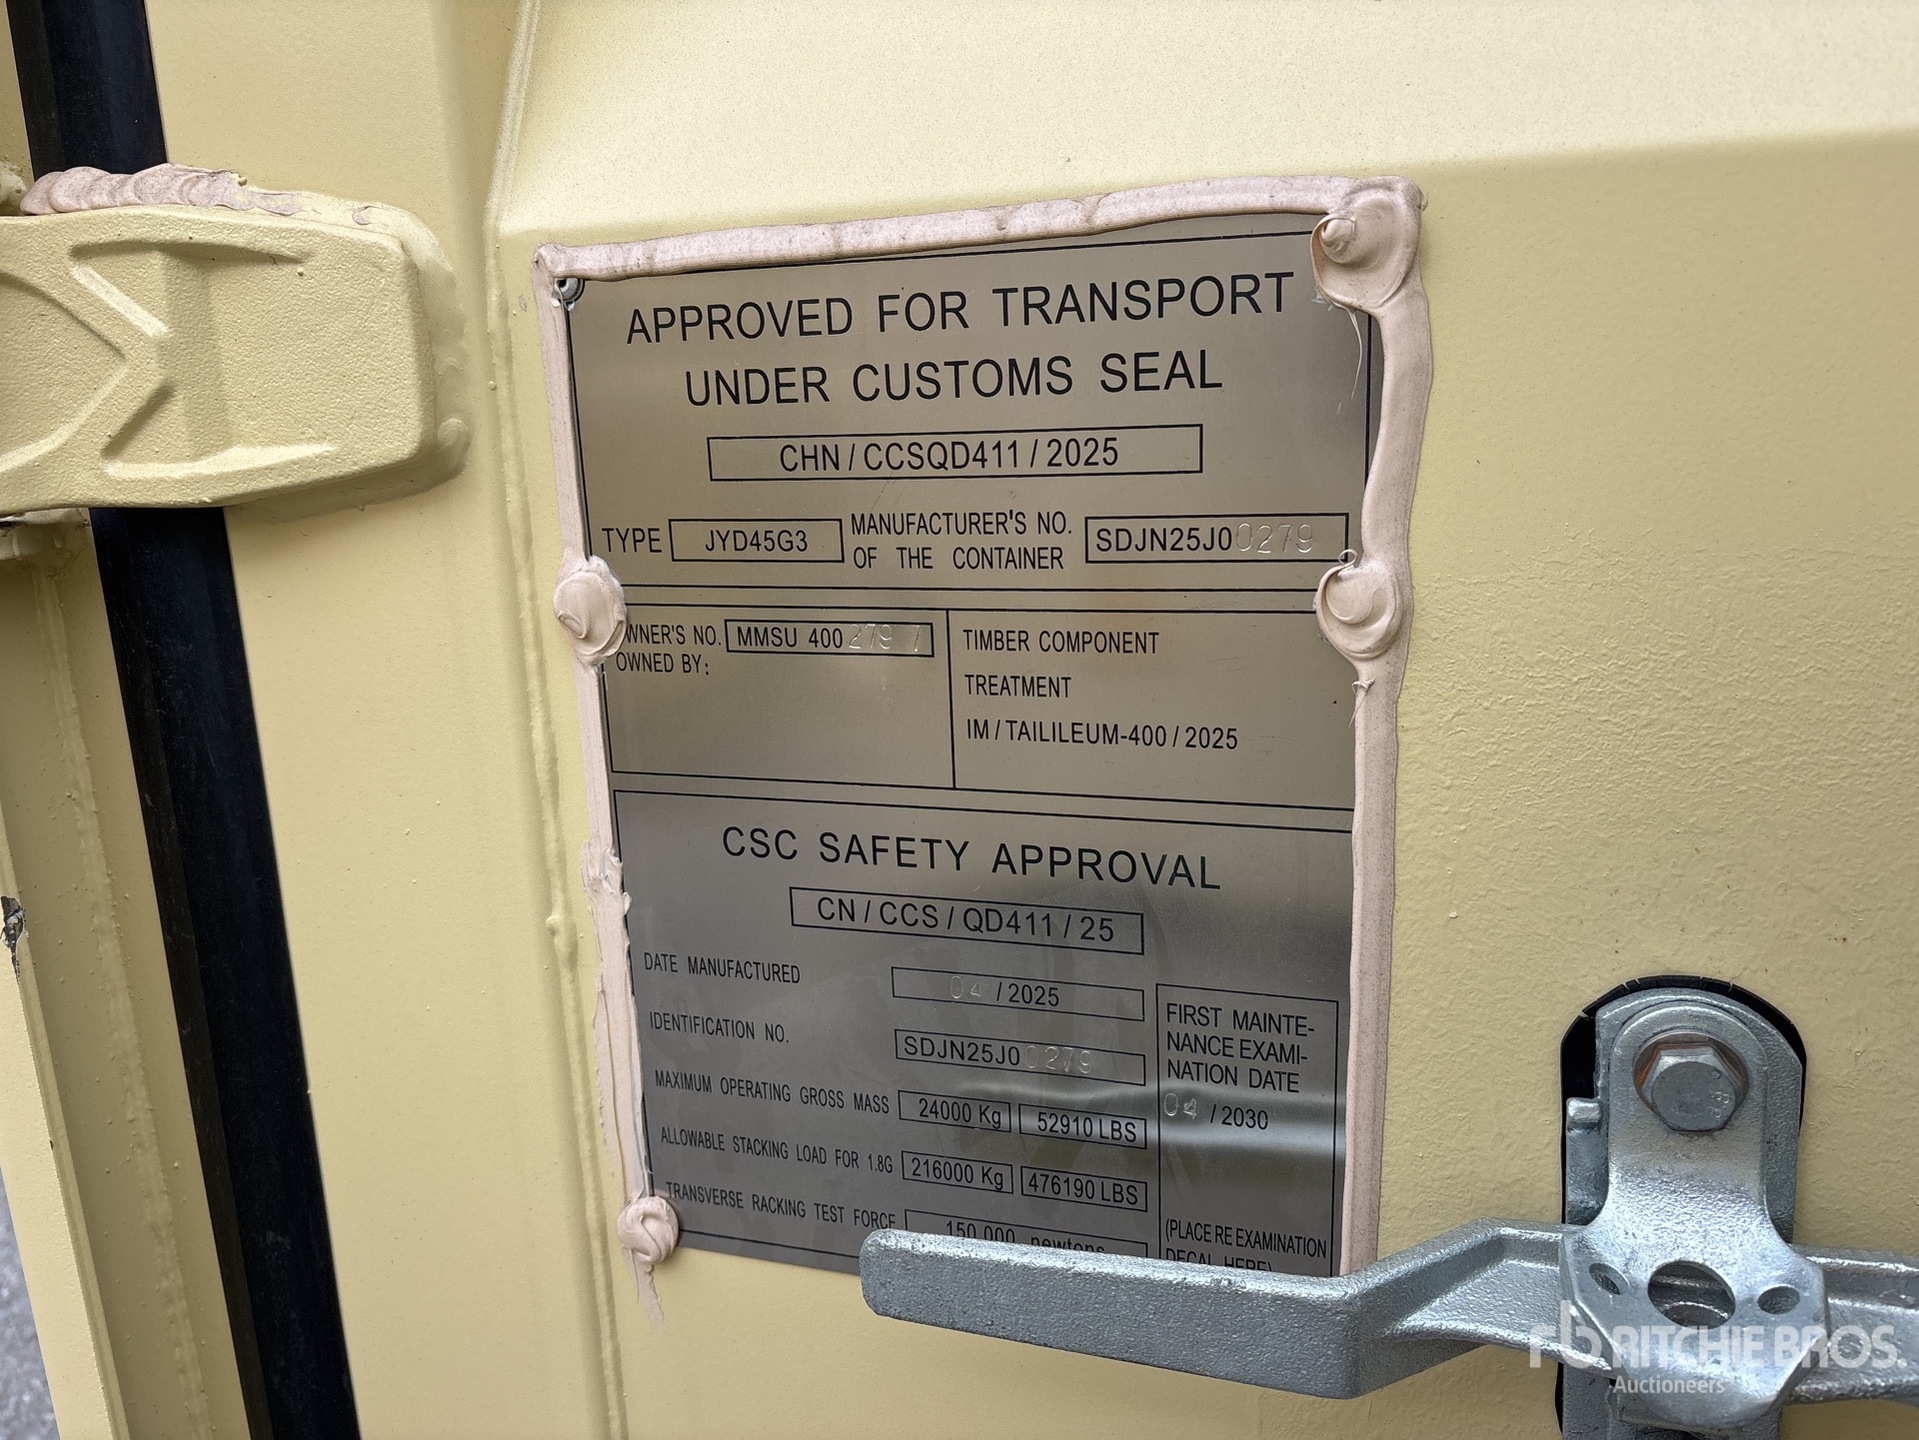 APPROVED FOR TRANSPORT
UNDER CUSTOMS SEAL
CHN / CCSQD411 / 2025
TYPE JYD45G3 MANUFACTURER'S NO.
OF THE CONTAINER SDJN25J00279
WNER'S NO. MMSU 400279 7
OWNED BY:
TIMBER COMPONENT
TREATMENT
IM / TAILILEUM-400 / 2025
CSC SAFETY APPROVAL
CN / CCS / QD411 / 25
DATE MANUFACTURED 04 / 2025
IDENTIFICATION NO. SDJN25J00279
MAXIMUM OPERATING GROSS MASS 24000 Kg 52910 LBS
ALLOWABLE STACKING LOAD FOR 1.8G 216000 Kg 476190 LBS
TRANSVERSE RACKING TEST FORCE 150 000 newtons
FIRST MAINTE-
NANCE EXAMI-
NATION DATE
04 / 2030
(PLACE RE EXAMINATION
DECAL HERE)
rb RITCHIE BROS.
Auctioneers